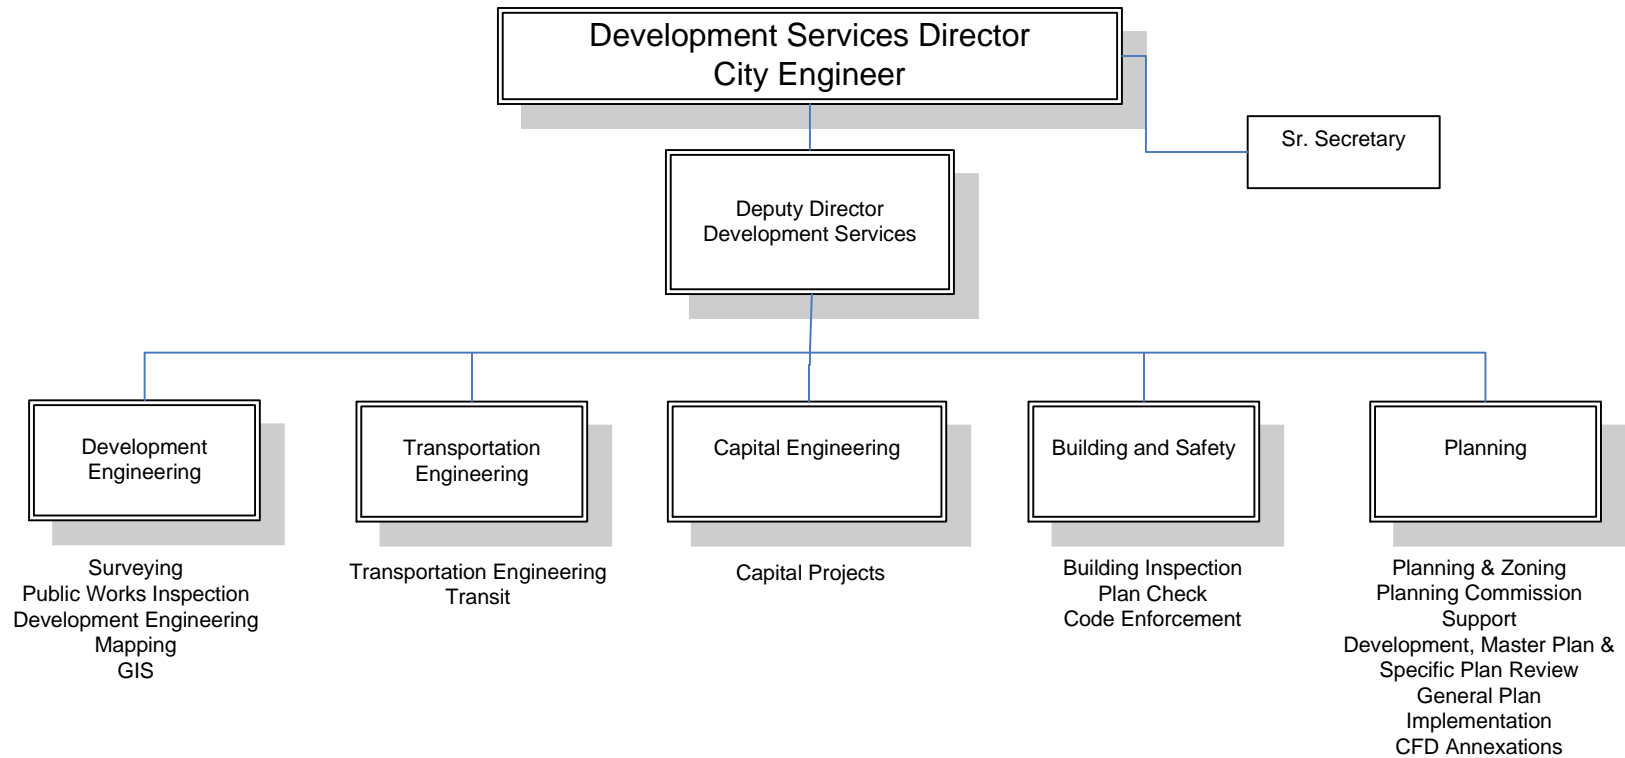 Development Services Director
City Engineer
Sr. Secretary
Deputy Director
Development Services
Development
Engineering
Transportation
Engineering
Capital Engineering
Building and Safety
Planning
Surveying
Public Works Inspection
Development Engineering
Mapping
GIS
Transportation Engineering
Transit
Capital Projects
Building Inspection
Plan Check
Code Enforcement
Planning & Zoning
Planning Commission
Support
Development, Master Plan &
Specific Plan Review
General Plan
Implementation
CFD Annexations